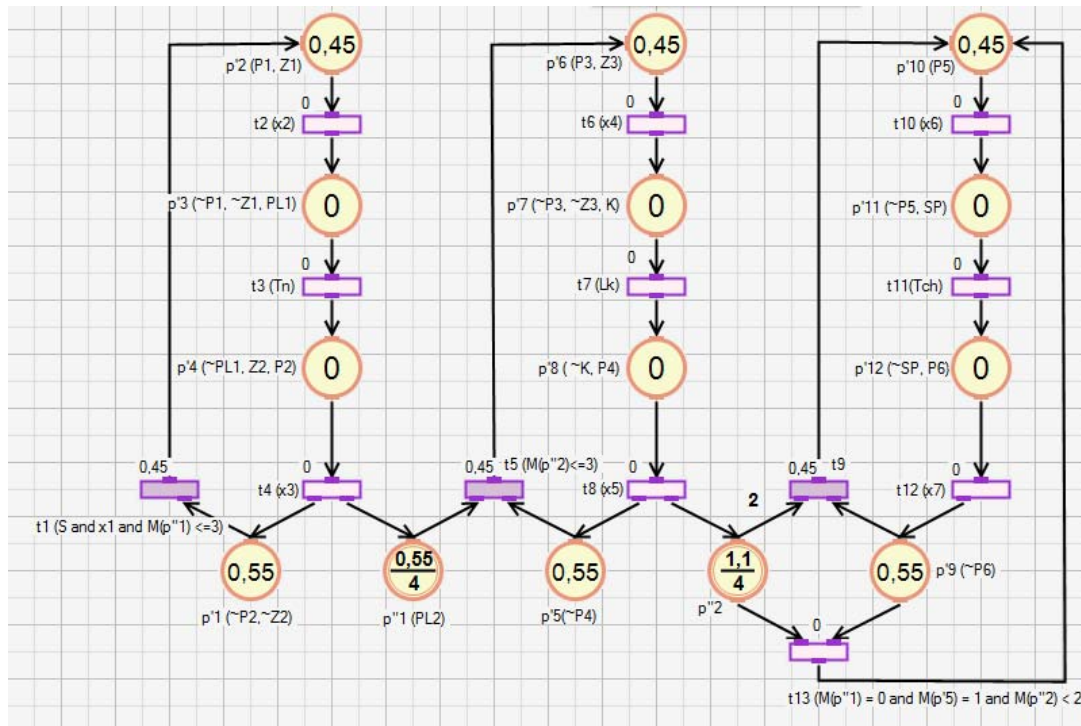 0,45
0,45
0,45
p'2 (P1, Z1)
p'6 (P3, Z3)
p'10 (P5)
0
0
0
t2 (x2)
t6 (x4)
t10 (x6)
p'3 (~P1, ~Z1, PL1)
0
p'7 (~P3, ~Z3, K)
0
p'11 (~P5, SP)
0
0
0
0
t3 (Tn)
t7 (Lk)
t11(Tch)
p'4 (~PL1, Z2, P2)
0
p'8 ( ~K, P4)
0
p'12 (~SP, P6)
0
0,45
0
0,45
t5 (M(p"2)<=3)
0
0,45
t9
0
t4 (x3)
t8 (x5)
t12 (x7)
2
t1 (S and x1 and M(p"1) <=3)
0,55
0,55
4
0,55
1,1
4
0,55
p'9 (~P6)
p'1 (~P2,~Z2)
p"1 (PL2)
p'5(~P4)
p"2
0
t13 (M(p"1) = 0 and M(p'5) = 1 and M(p"2) < 2